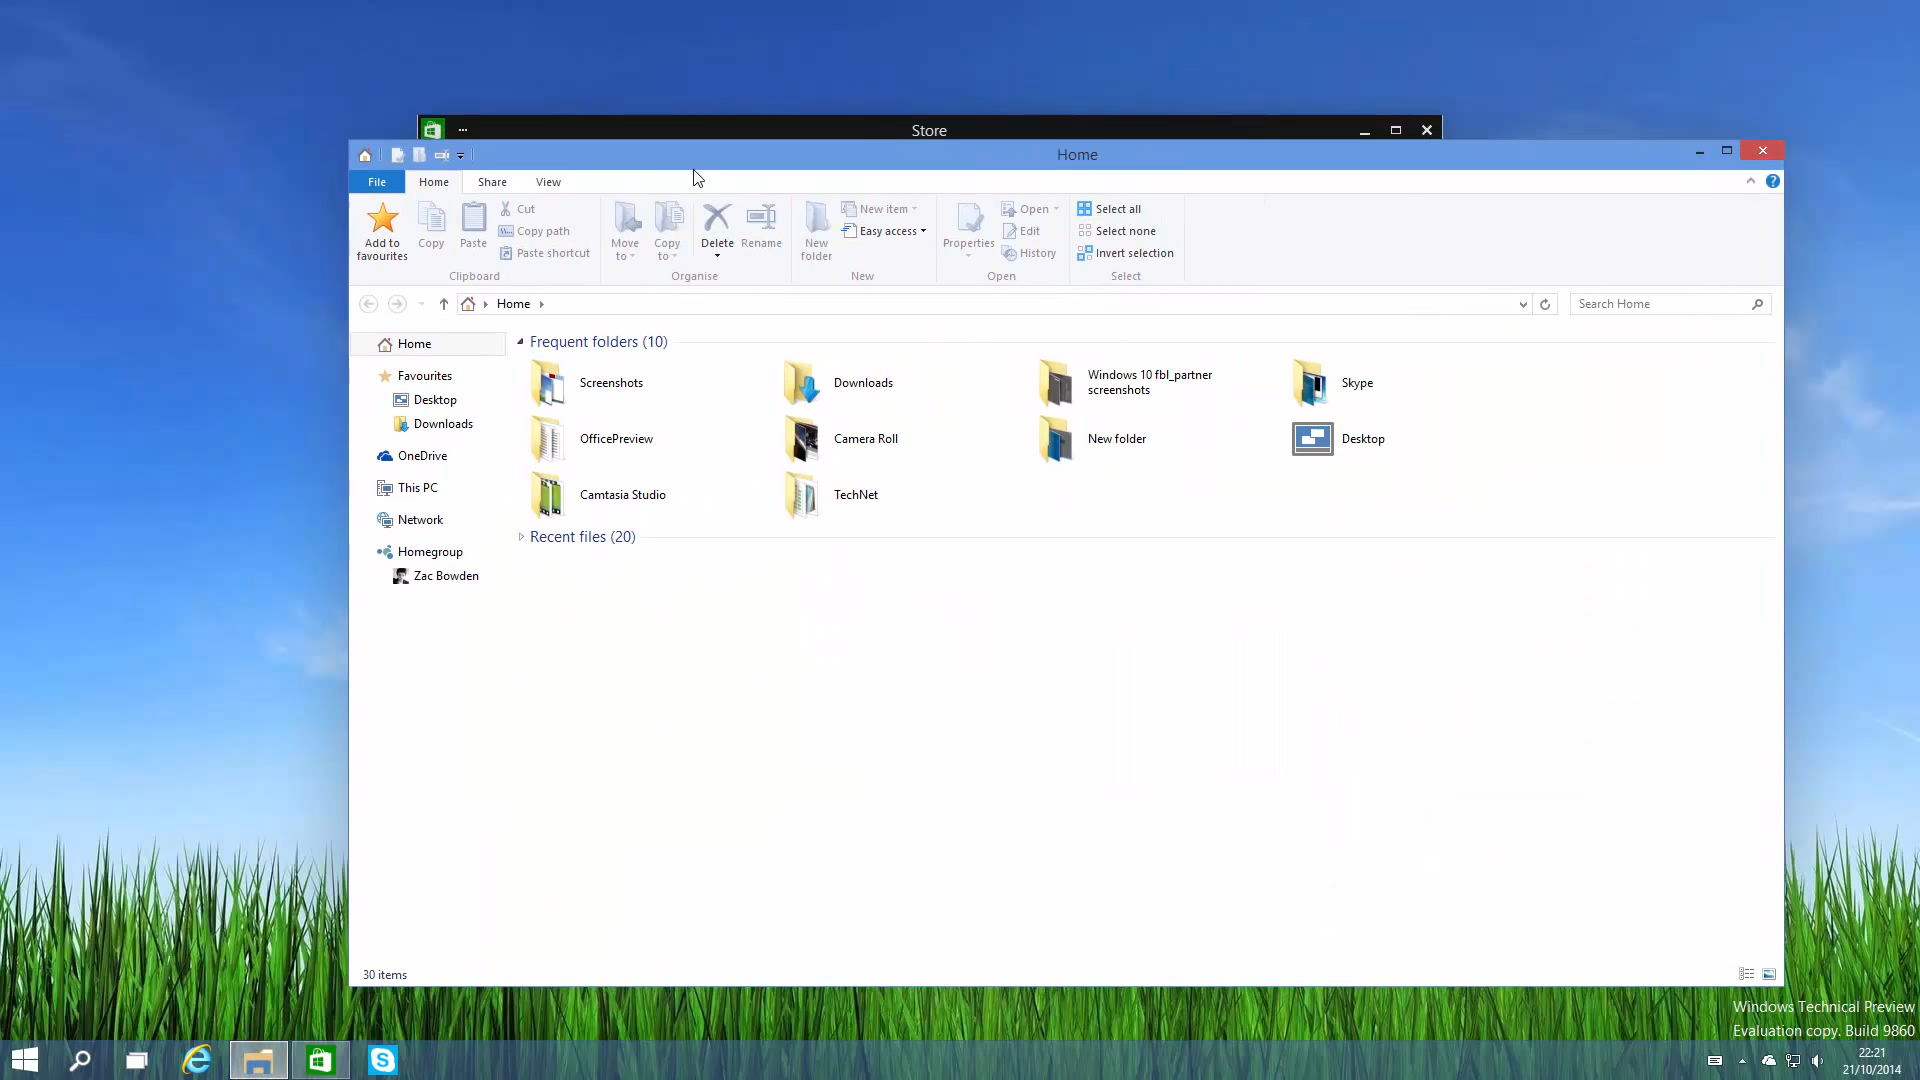 Store
Home
File
Home
Share
View
Add to
favourites
Copy
Paste
Cut
Copy path
Paste shortcut
Clipboard
Move
to
Copy
to
Delete
Rename
Organise
New
folder
New item
Easy access
New
Properties
Open
Edit
History
Open
Select all
Select none
Invert selection
Select
Home
Search Home
Home
Favourites
Desktop
Downloads
OneDrive
This PC
Network
Homegroup
Zac Bowden
Frequent folders (10)
Screenshots
Downloads
Windows 10 fbl_partner
screenshots
Skype
OfficePreview
Camera Roll
New folder
Desktop
Camtasia Studio
TechNet
Recent files (20)
30 items
Windows Technical Preview
Evaluation copy. Build 9860
22:21
21/10/2014